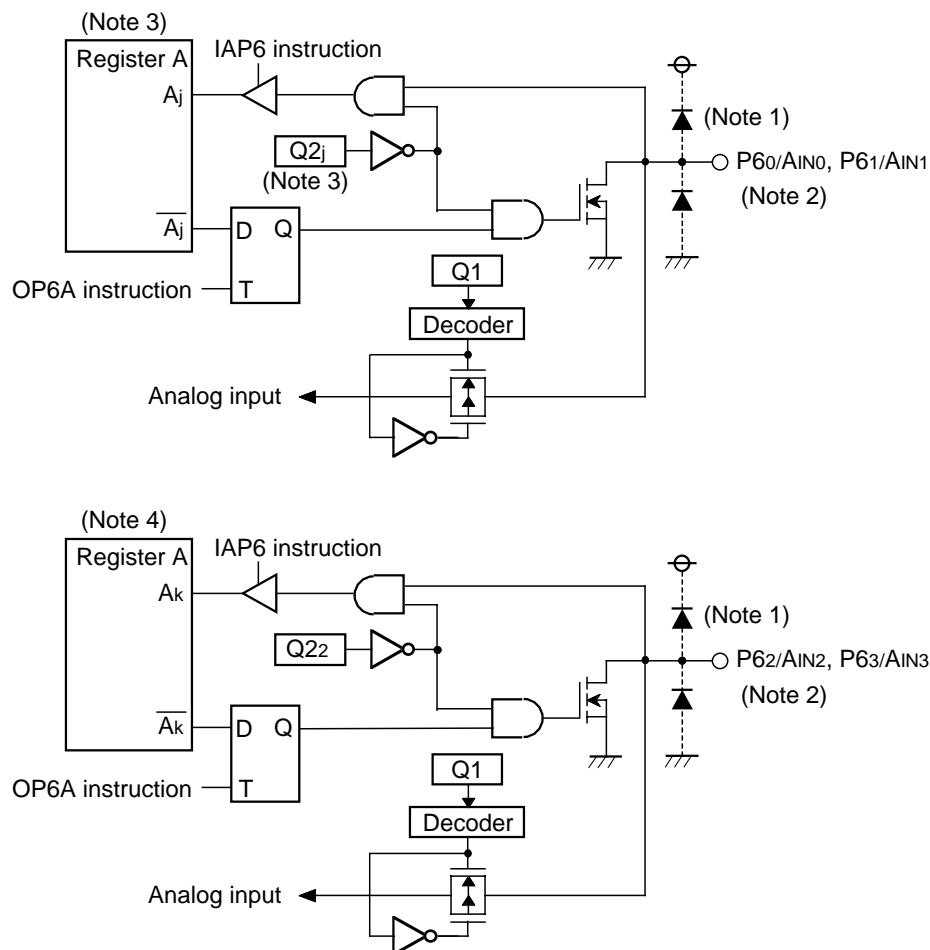 (Note 3)
Register A
IAP6 instruction
Aj
(Note 1)
Q2j
(Note 3)
P60/AIN0, P61/AIN1
(Note 2)
Aj
D Q
T
OP6A instruction
Q1
Decoder
Analog input
(Note 4)
Register A
IAP6 instruction
Ak
(Note 1)
Q22
P62/AIN2, P63/AIN3
(Note 2)
Ak
D Q
T
OP6A instruction
Q1
Decoder
Analog input